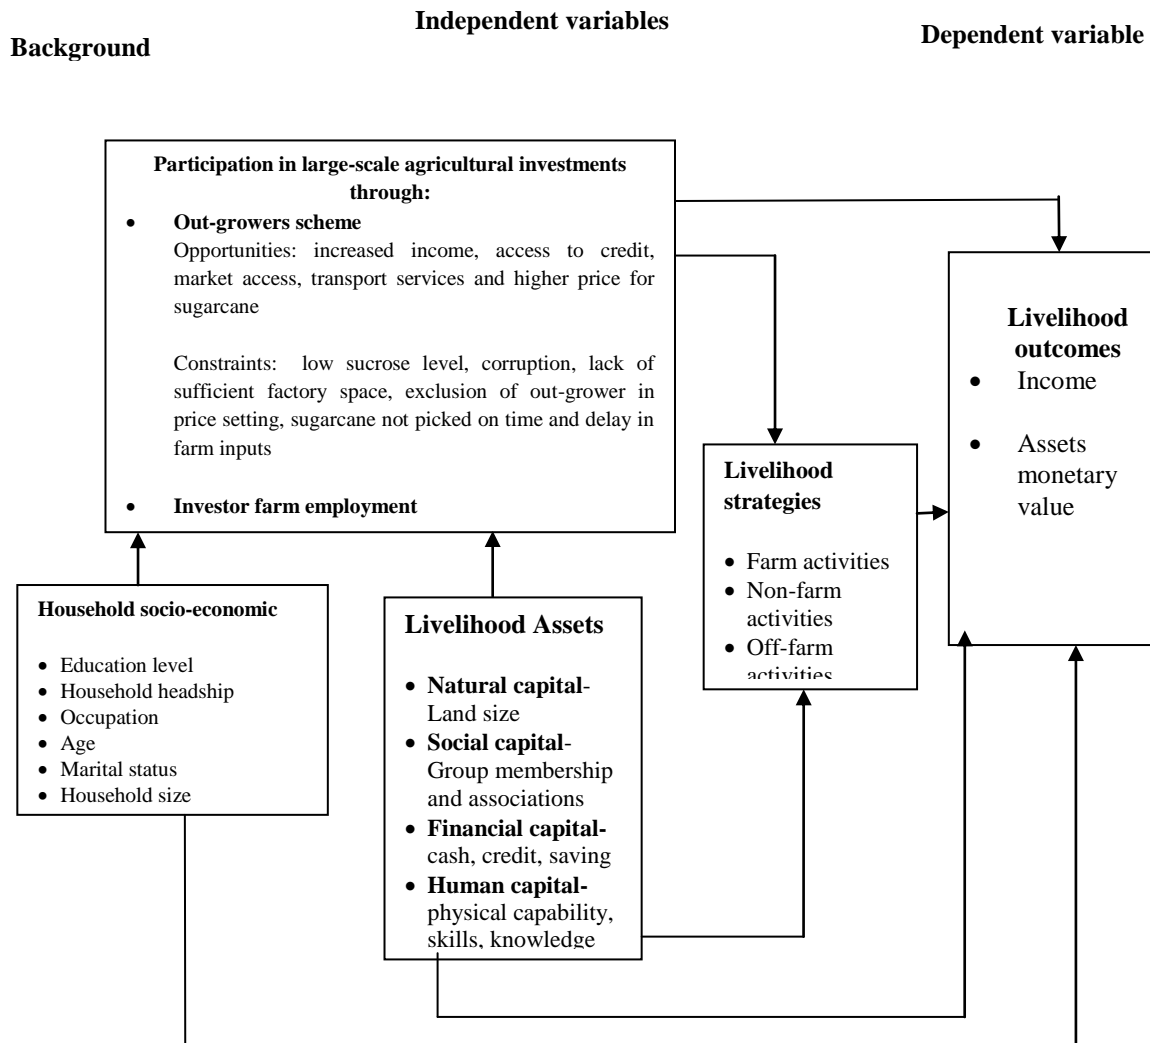 Independent variables
Background
Dependent variable
Participation in large-scale agricultural investments
through:
• Out-growers scheme
Opportunities: increased income, access to credit,
market access, transport services and higher price for
sugarcane
Constraints: low sucrose level, corruption, lack of
sufficient factory space, exclusion of out-grower in
price setting, sugarcane not picked on time and delay in
farm inputs
• Investor farm employment
Livelihood
outcomes
• Income
• Assets
monetary
value
Livelihood
strategies
• Farm activities
• Non-farm
activities
• Off-farm
activities
Household socio-economic
• Education level
• Household headship
• Occupation
• Age
• Marital status
• Household size
Livelihood Assets
• Natural capital-
Land size
• Social capital-
Group membership
and associations
• Financial capital-
cash, credit, saving
• Human capital-
physical capability,
skills, knowledge